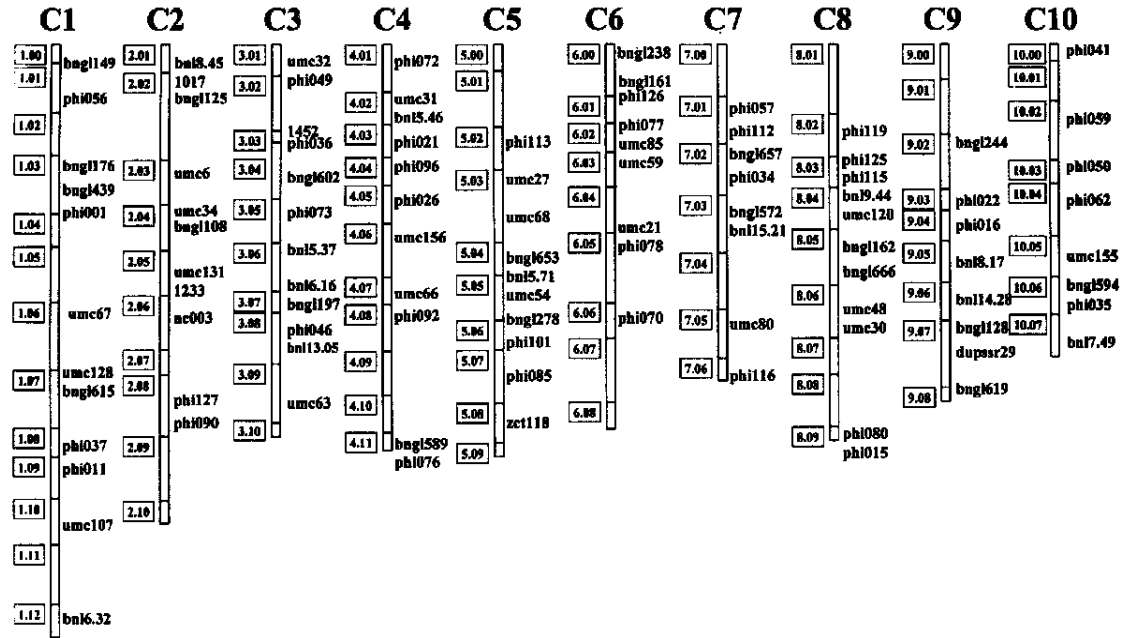 C1
1.00
1.01
1.02
1.03
1.04
1.05
1.06
1.07
1.08
1.09
1.10
1.11
1.12
bngl149
phi056
bngl176
bngl439
phi001
umc67
umc128
bngl615
phi037
phi011
umc107
bnl6.32
C2
2.01
2.02
2.03
2.04
2.05
2.06
2.07
2.08
2.09
2.10
bnl8.45
1017
bngl125
umc6
umc34
bngl108
umc131
1233
nc003
phi127
phi090
C3
3.01
3.02
3.03
3.04
3.05
3.06
3.07
3.08
3.09
3.10
umc32
phi049
1452
phi036
bngl602
phi073
bnl5.37
bnl6.16
bngl197
phi046
bnl13.05
umc63
C4
4.01
4.02
4.03
4.04
4.05
4.06
4.07
4.08
4.09
4.10
4.11
phi072
umc31
bnl5.46
phi021
phi096
phi026
umc156
umc66
phi092
bngl589
phi076
C5
5.00
5.01
5.02
5.03
5.04
5.05
5.06
5.07
5.08
5.09
phi113
umc27
umc68
bngl653
bnl5.71
umc54
bngl278
phi101
phi085
zct118
C6
6.00
6.01
6.02
6.03
6.04
6.05
6.06
6.07
6.08
bngl238
bngl161
phi126
phi077
umc85
umc59
umc21
phi078
phi070
C7
7.00
7.01
7.02
7.03
7.04
7.05
7.06
phi057
phi112
bngl657
phi034
bngl572
bnl15.21
umc80
phi116
C8
8.01
8.02
8.03
8.04
8.05
8.06
8.07
8.08
8.09
phi119
phi125
phi115
bnl9.44
umc120
bngl162
bngl666
umc48
umc30
phi080
phi015
C9
9.00
9.01
9.02
9.03
9.04
9.05
9.06
9.07
9.08
bngl244
phi022
phi016
bnl8.17
bnl14.28
bngl128
dupssr29
bngl619
C10
10.00
10.01
10.02
10.03
10.04
10.05
10.06
10.07
phi041
phi059
phi050
phi062
umc155
bngl594
phi035
bnl7.49